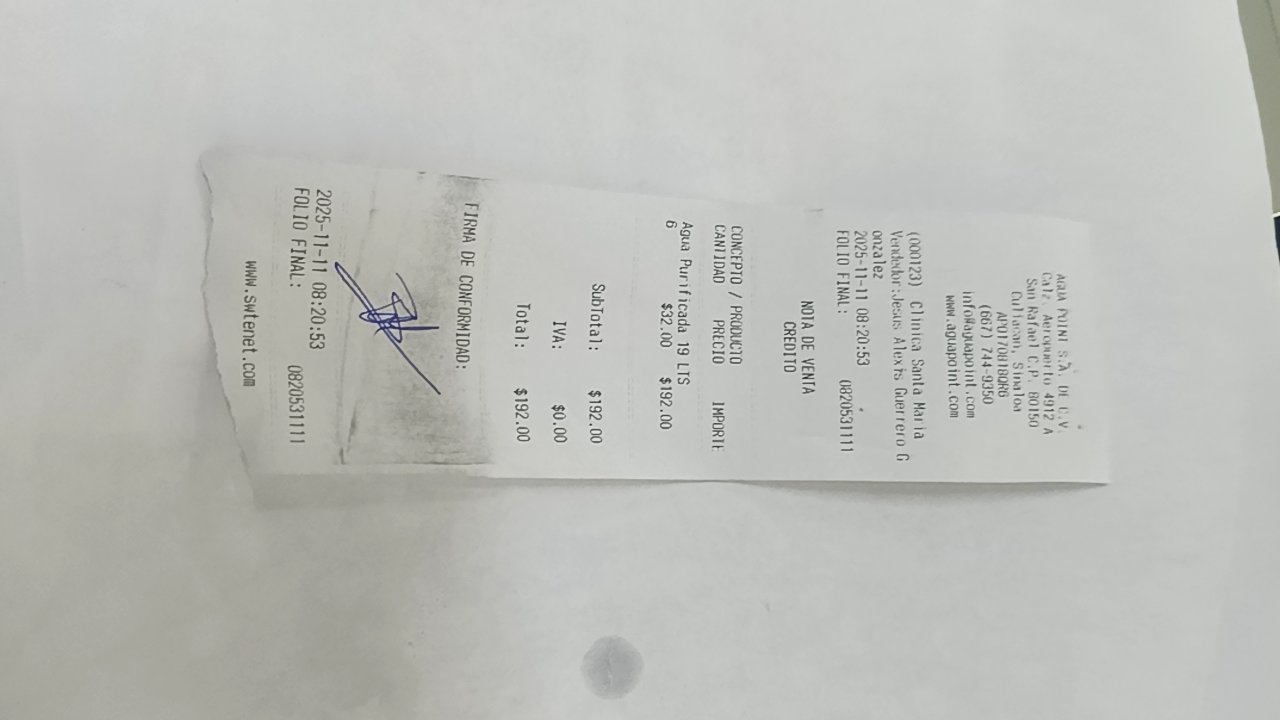 AGUA POINT S.A. DE C.V.
Calz. Aeropuerto 4912 A
San Rafael C.P. 80150
Culiacan, Sinaloa
APO170818QR6
(667) 744-9350
info@aguapoint.com
www.aguapoint.com
(000123) Clinica Santa Maria
Vendedor:Jesus Alexis Guerrero G
onzalez
2025-11-11 08:20:53
FOLIO FINAL: 0820531111
NOTA DE VENTA
CREDITO
CONCEPTO / PRODUCTO
CANTIDAD PRECIO IMPORTE
Agua Purificada 19 LTS
6 $32.00 $192.00
SubTotal: $192.00
IVA: $0.00
Total: $192.00
FIRMA DE CONFORMIDAD:
2025-11-11 08:20:53
FOLIO FINAL: 0820531111
www.swtenet.com